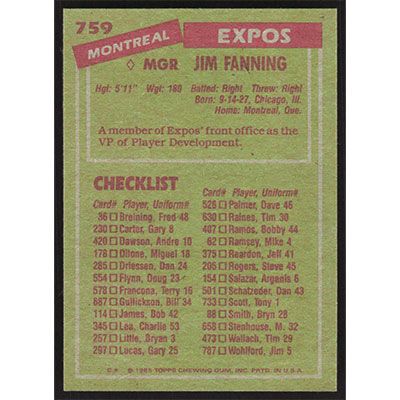 759
MONTREAL
EXPOS
◊ MGR JIM FANNING
Hgt: 5'11" Wgt: 180 Batted: Right Threw: Right
Born: 9-14-27, Chicago, Ill.
Home: Montreal, Que.
A member of Expos' front office as the
VP of Player Development.
CHECKLIST
Card# Player, Uniform#
36 ☐ Breining, Fred 48
230 ☐ Carter, Gary 8
420 ☐ Dawson, Andre 10
178 ☐ Dilone, Miguel 18
285 ☐ Driessen, Dan 24
554 ☐ Flynn, Doug 23
578 ☐ Francona, Terry 16
687 ☐ Gullickson, Bill 34
114 ☐ James, Bob 42
345 ☐ Lea, Charlie 53
257 ☐ Little, Bryan 3
297 ☐ Lucas, Gary 25
Card# Player, Uniform#
526 ☐ Palmer, Dave 46
630 ☐ Raines, Tim 30
407 ☐ Ramos, Bobby 44
62 ☐ Ramsey, Mike 4
375 ☐ Reardon, Jeff 41
205 ☐ Rogers, Steve 45
154 ☐ Salazar, Argenis 6
501 ☐ Schatzeder, Dan 43
733 ☐ Scott, Tony 1
88 ☐ Smith, Bryn 28
658 ☐ Stenhouse, M. 32
473 ☐ Wallach, Tim 29
787 ☐ Wohlford, Jim 5
© 1985 TOPPS CHEWING GUM, INC. PRTD. IN U.S.A.